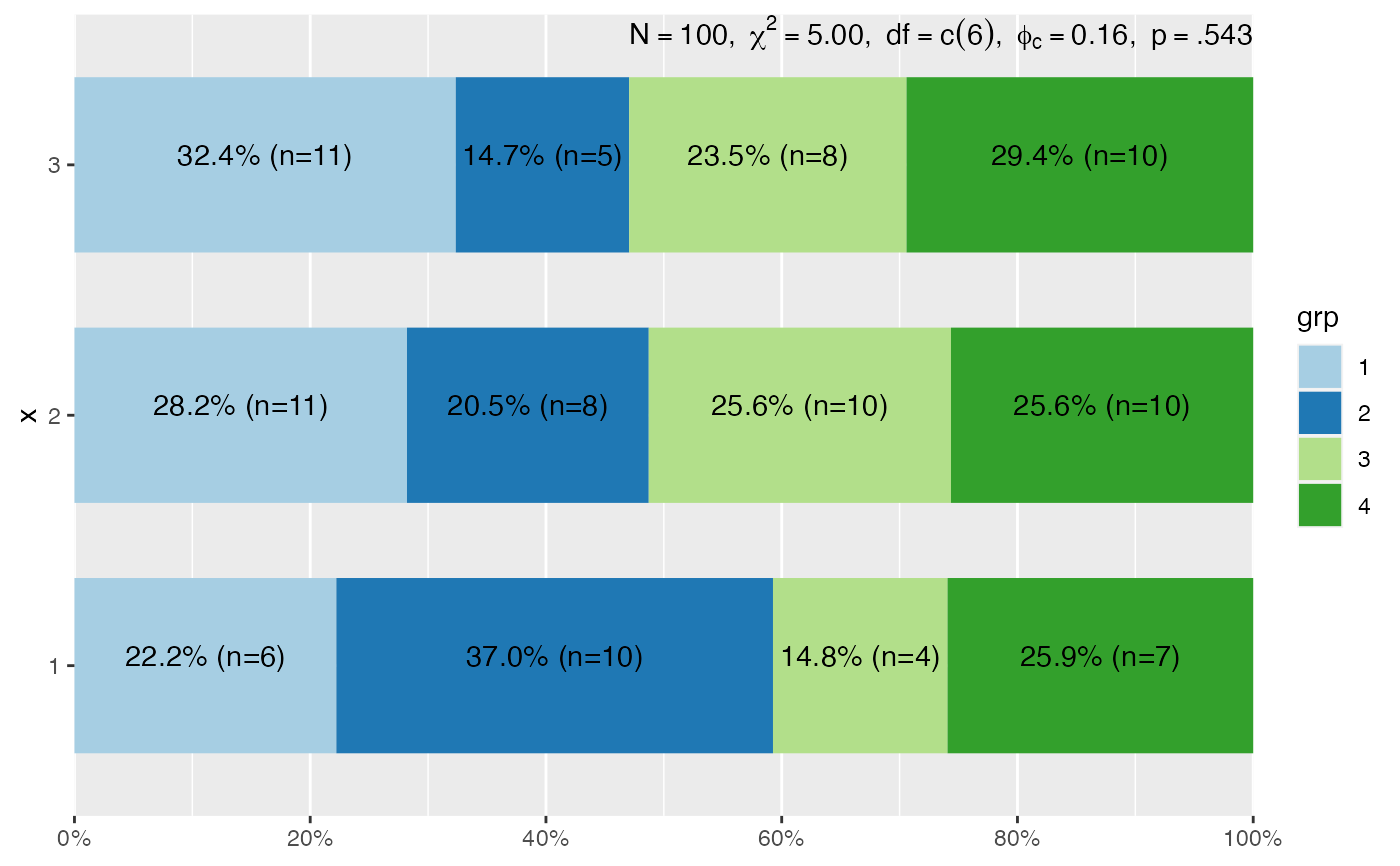 N = 100, χ² = 5.00, df = c(6), ϕc = 0.16, p = .543
3
32.4% (n=11) 14.7% (n=5) 23.5% (n=8) 29.4% (n=10)
x
2
28.2% (n=11) 20.5% (n=8) 25.6% (n=10) 25.6% (n=10)
1
22.2% (n=6) 37.0% (n=10) 14.8% (n=4) 25.9% (n=7)
0% 20% 40% 60% 80% 100%
grp
1
2
3
4